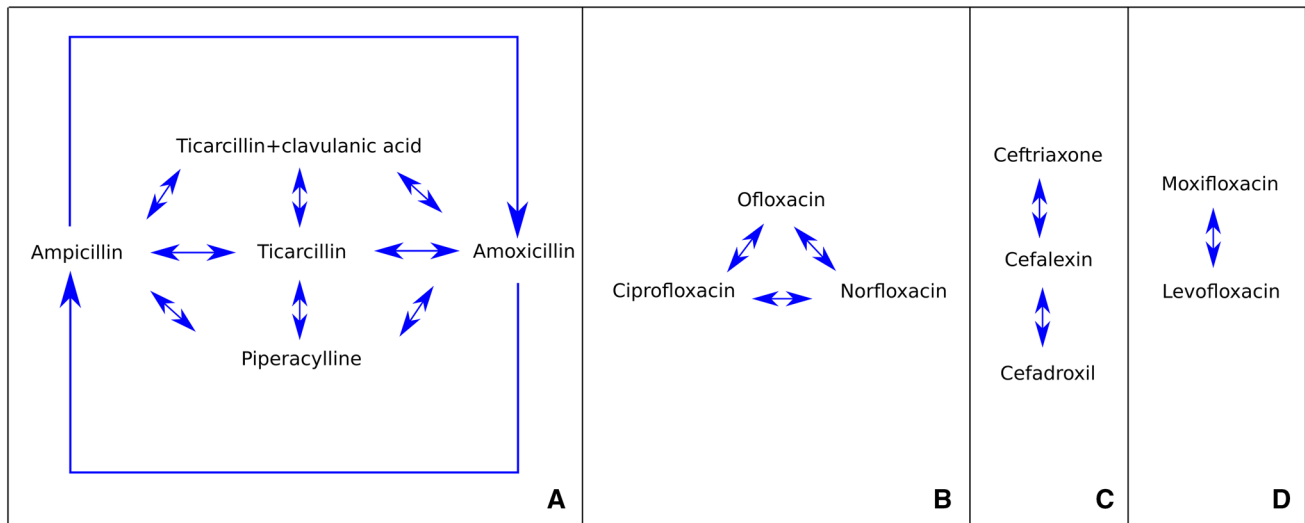 Ticarcillin+clavulanic acid
Ampicillin
Ticarcillin
Amoxicillin
Piperacylline
A
Ofloxacin
Ciprofloxacin
Norfloxacin
B
Ceftriaxone
Cefalexin
Cefadroxil
C
Moxifloxacin
Levofloxacin
D